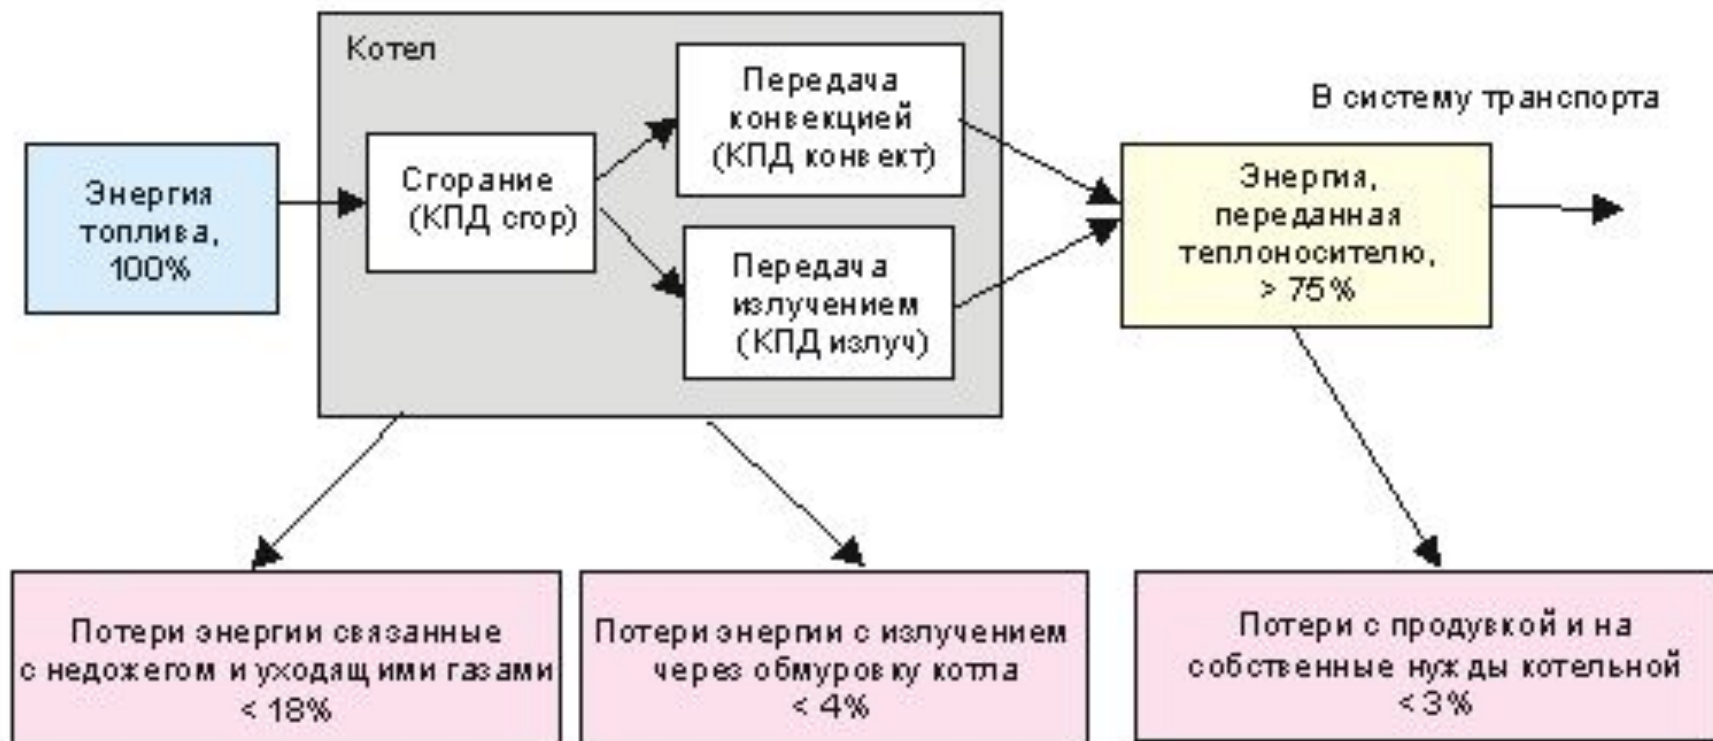 Котел
Передача
конвекцией
(КПД конвект)
В систему транспорта
Энергия
топлива,
100%
Сгорание
(КПД сгор)
Передача
излучением
(КПД излуч)
Энергия,
переданная
теплоносителю,
> 75%
Потери энергии связанные
с недожегом и уходящими газами
< 18%
Потери энергии с излучением
через обмуровку котла
< 4%
Потери с продувкой и на
собственные нужды котельной
< 3%